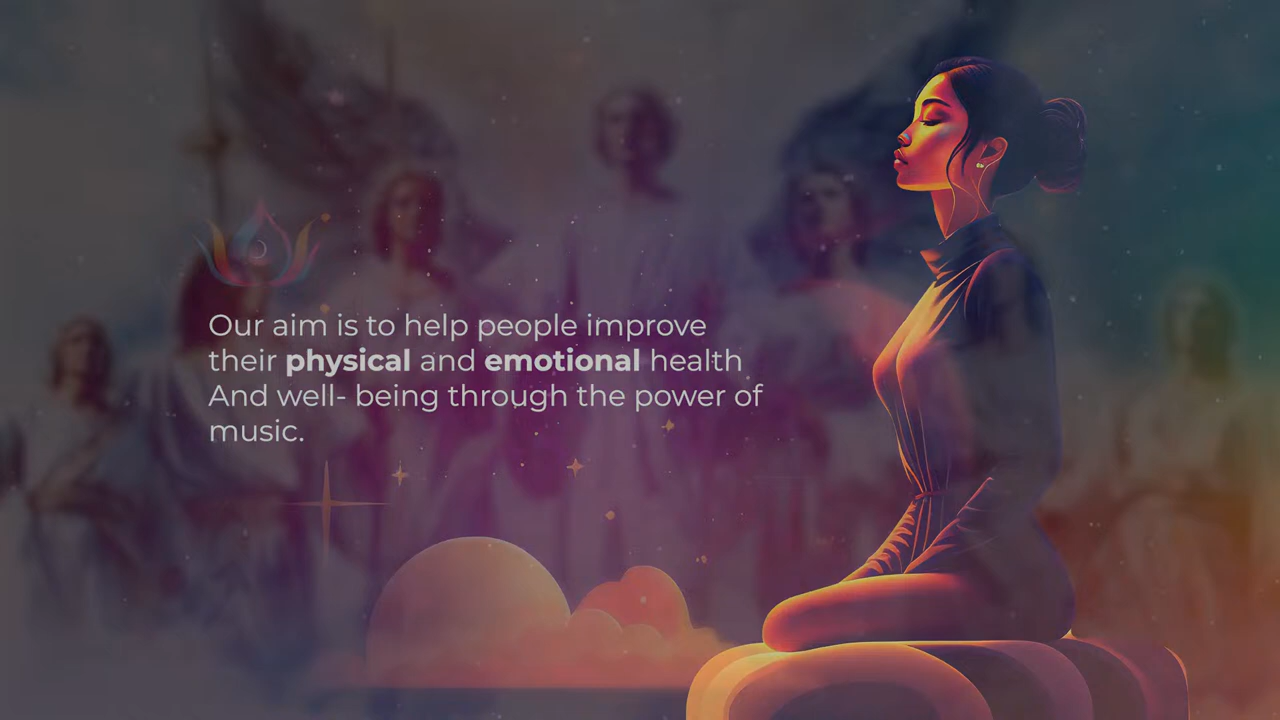 Our aim is to help people improve
their physical and emotional health
And well- being through the power of
music.